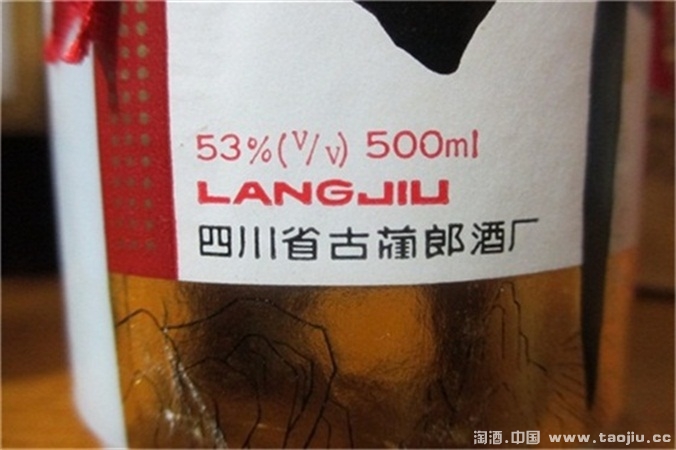 53%(V/V) 500ml
LANGJIU
四川省古蔺郎酒厂
淘酒.中国 www.taojiu.cc